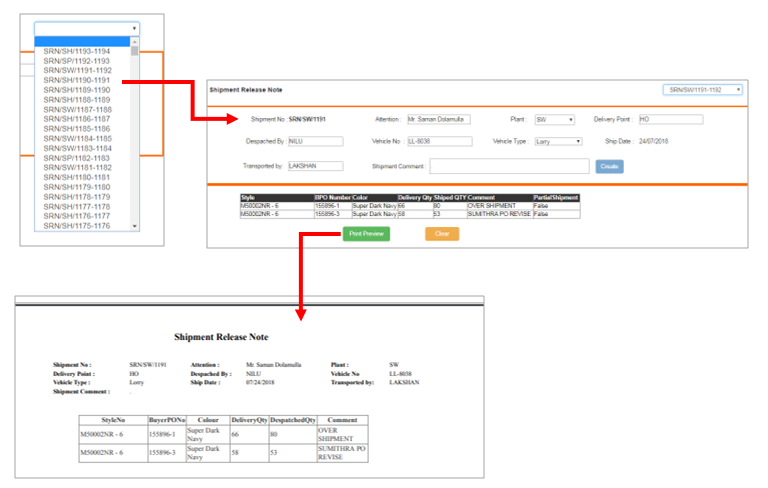 SRN/SH/1193-1194
SRN/SP/1192-1193
SRN/SW/1191-1192
SRN/SH/1190-1191
SRN/SH/1189-1190
SRN/SH/1188-1189
SRN/SW/1187-1188
SRN/SH/1186-1187
SRN/SH/1185-1186
SRN/SW/1184-1185
SRN/SW/1183-1184
SRN/SP/1182-1183
SRN/SW/1181-1182
SRN/SH/1180-1181
SRN/SH/1179-1180
SRN/SH/1178-1179
SRN/SH/1177-1178
SRN/SH/1176-1177
SRN/SH/1175-1176
Shipment Release Note SRN/SW/1191-1192
Shipment No : SRN/SW/1191 Attention : Mr. Saman Dolamulla Plant : SW Delivery Point : HO
Despached By : NILU Vehicle No : LL-8038 Vehicle Type : Lorry Ship Date : 24/07/2018
Transported by : LAKSHAN Shipment Comment : Create
Style BPO Number Color Delivery Qty Shiped QTY Comment PartialShipment
M50002NR - 6 155896-1 Super Dark Navy 66 80 OVER SHIPMENT False
M50002NR - 6 155896-3 Super Dark Navy 58 53 SUMITHRA PO REVISE False
Print Preview Clear
Shipment Release Note
Shipment No : SRN/SW/1191 Attention : Mr. Saman Dolamulla Plant : SW
Delivery Point : HO Despached By : NILU Vehicle No LL-8038
Vehicle Type : Lorry Ship Date : 07/24/2018 Transported by: LAKSHAN
Shipment Comment : .
StyleNo BuyerPONo Colour DeliveryQty DespatchedQty Comment
M50002NR - 6 155896-1 Super Dark Navy 66 80 OVER SHIPMENT
M50002NR - 6 155896-3 Super Dark Navy 58 53 SUMITHRA PO REVISE